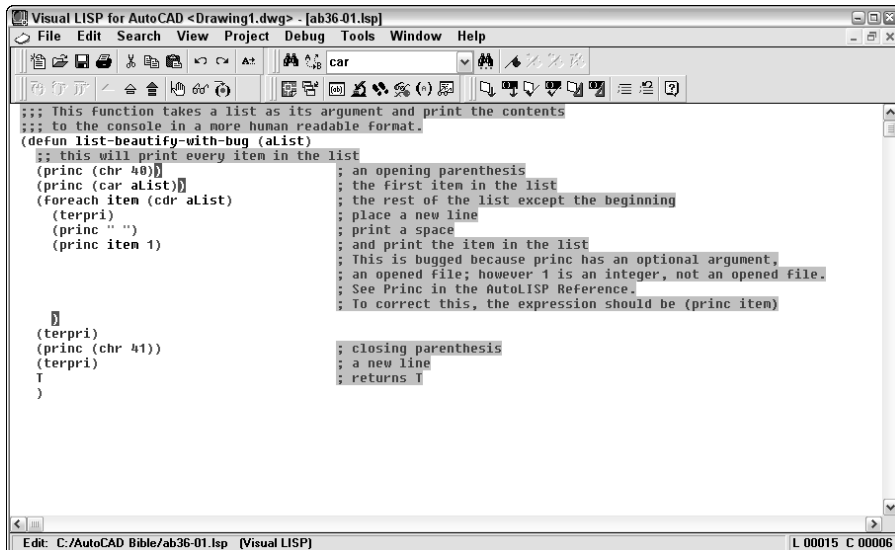 Visual LISP for AutoCAD <Drawing1.dwg> - [ab36-01.lsp]
File Edit Search View Project Debug Tools Window Help
car
;;; This function takes a list as its argument and print the contents
;;; to the console in a more human readable format.
(defun list-beautify-with-bug (aList)
;; this will print every item in the list
(princ (chr 40)) ; an opening parenthesis
(princ (car aList)) ; the first item in the list
(foreach item (cdr aList) ; the rest of the list except the beginning
(terpri) ; place a new line
(princ " ") ; print a space
(princ item 1) ; and print the item in the list
; This is bugged because princ has an optional argument,
; an opened file; however 1 is an integer, not an opened file.
; See Princ in the AutoLISP Reference.
; To correct this, the expression should be (princ item)
)
(terpri)
(princ (chr 41)) ; closing parenthesis
(terpri) ; a new line
T ; returns T
)
Edit: C:/AutoCAD Bible/ab36-01.lsp (Visual LISP) L 00015 C 00006